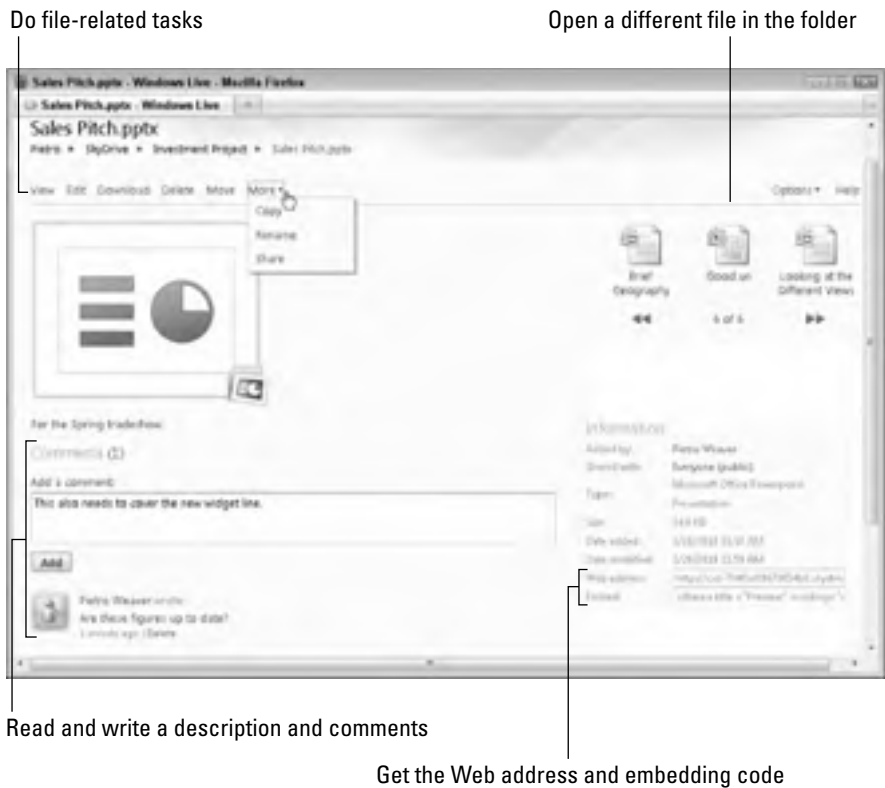 Do file-related tasks
Open a different file in the folder
Sales Pitch.pptx - Windows Live - Mozilla Firefox
Sales Pitch.pptx - Windows Live
Sales Pitch.pptx
Pietro ▸ SkyDrive ▸ Investment Project ▸ Sales Pitch.pptx
View Edit Download Delete Move More
Options Help
Copy
Rename
Share
Brief Geography
Good un
Looking at the Different Views
6 of 6
For the Spring tradeshow.
Comments (1)
Add a comment:
This also needs to cover the new widget line.
Add
Pietro Weaver wrote:
Are these figures up to date?
Delete
Information
Added by: Pietro Weaver
Shared with: Everyone (public)
Type: Microsoft Office Powerpoint Presentation
Size:
Date added:
Date modified:
Web address:
Embed:
Read and write a description and comments
Get the Web address and embedding code